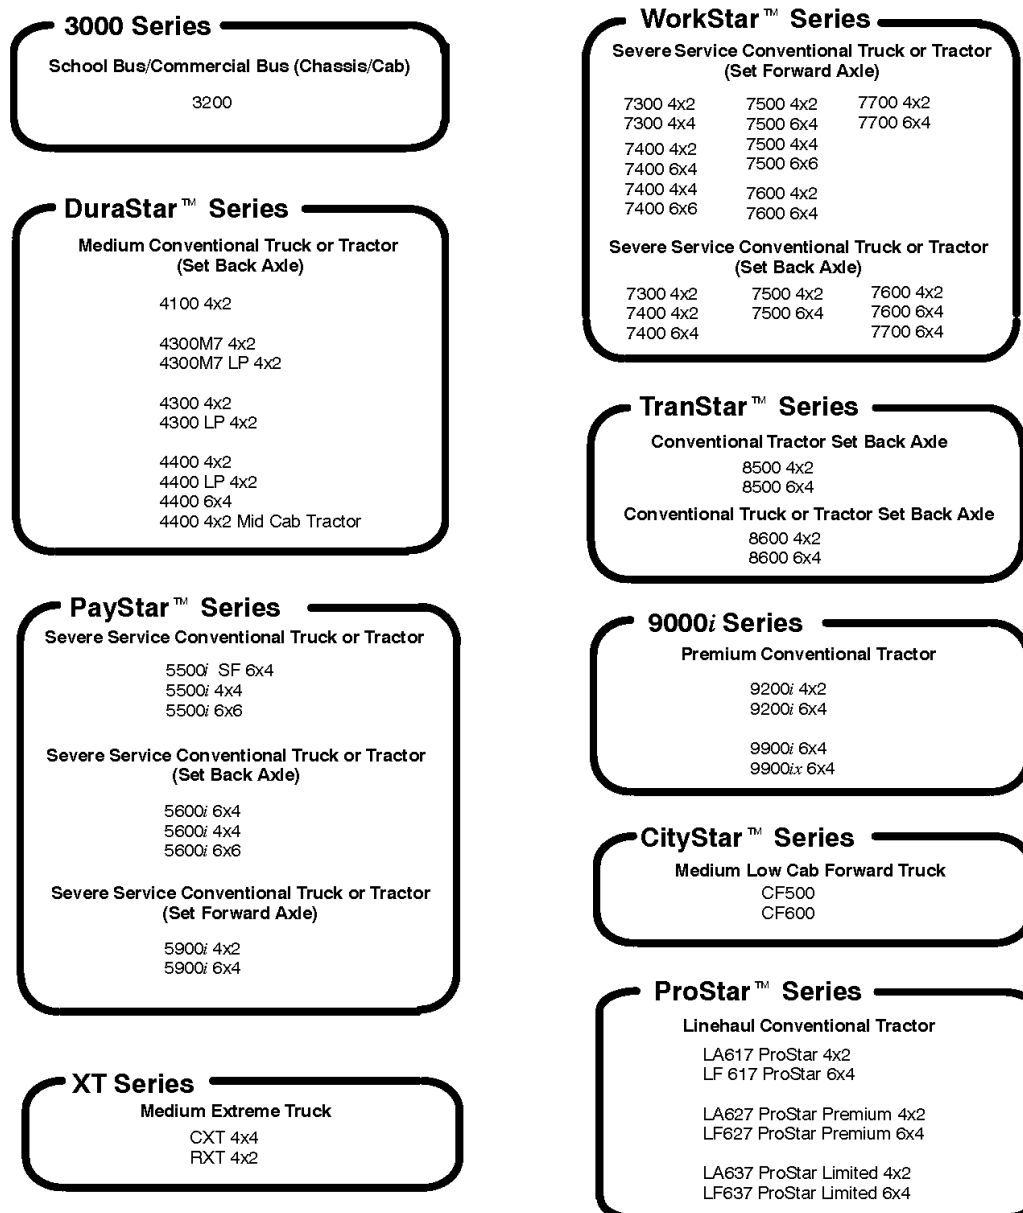 3000 Series
School Bus/Commercial Bus (Chassis/Cab)
3200
DuraStar™ Series
Medium Conventional Truck or Tractor
(Set Back Axle)
4100 4x2
4300M7 4x2
4300M7 LP 4x2
4300 4x2
4300 LP 4x2
4400 4x2
4400 LP 4x2
4400 6x4
4400 4x2 Mid Cab Tractor
PayStar™ Series
Severe Service Conventional Truck or Tractor
5500i SF 6x4
5500i 4x4
5500i 6x6
Severe Service Conventional Truck or Tractor
(Set Back Axle)
5600i 6x4
5600i 4x4
5600i 6x6
Severe Service Conventional Truck or Tractor
(Set Forward Axle)
5900i 4x2
5900i 6x4
XT Series
Medium Extreme Truck
CXT 4x4
RXT 4x2
WorkStar™ Series
Severe Service Conventional Truck or Tractor
(Set Forward Axle)
7300 4x2 7500 4x2 7700 4x2
7300 4x4 7500 6x4 7700 6x4
7400 4x2 7500 4x4
7400 6x4 7500 6x6
7400 4x4 7600 4x2
7400 6x6 7600 6x4
Severe Service Conventional Truck or Tractor
(Set Back Axle)
7300 4x2 7500 4x2 7600 4x2
7400 4x2 7500 6x4 7600 6x4
7400 6x4 7700 6x4
TranStar™ Series
Conventional Tractor Set Back Axle
8500 4x2
8500 6x4
Conventional Truck or Tractor Set Back Axle
8600 4x2
8600 6x4
9000i Series
Premium Conventional Tractor
9200i 4x2
9200i 6x4
9900i 6x4
9900ix 6x4
CityStar™ Series
Medium Low Cab Forward Truck
CF500
CF600
ProStar™ Series
Linehaul Conventional Tractor
LA617 ProStar 4x2
LF 617 ProStar 6x4
LA627 ProStar Premium 4x2
LF627 ProStar Premium 6x4
LA637 ProStar Limited 4x2
LF637 ProStar Limited 6x4